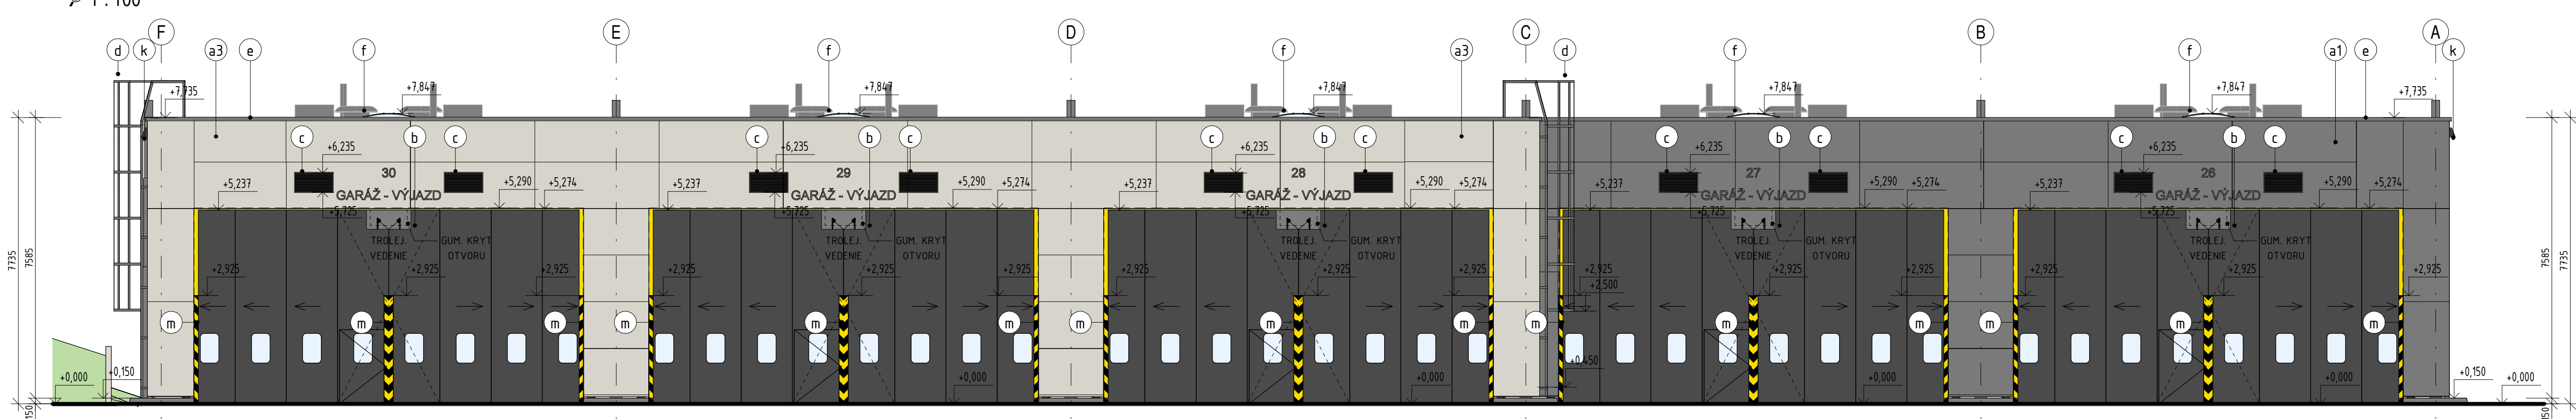 1 : 100
F E D C B A
d k a3 e f f f a3 d f f a1 e k
+7,735 +7,847 +7,847 +7,847 +7,847 +7,847 +7,735
c b c c b c c b c c b c c b c
+6,235 +6,235 +6,235 +6,235 +6,235
30 29 28 27 26
+5,237 GARÁŽ - VÝJAZD +5,290 +5,274 +5,237 GARÁŽ - VÝJAZD +5,290 +5,274 +5,237 GARÁŽ - VÝJAZD +5,290 +5,274 +5,237 GARÁŽ - VÝJAZD +5,290 +5,274 +5,237 GARÁŽ - VÝJAZD +5,290 +5,274
+5,725 +5,725 +5,725 +5,725 +5,725
TROLEJ. GUM. KRYT TROLEJ. GUM. KRYT TROLEJ. GUM. KRYT TROLEJ. GUM. KRYT TROLEJ. GUM. KRYT
VEDENIE OTVORU VEDENIE OTVORU VEDENIE OTVORU VEDENIE OTVORU VEDENIE OTVORU
7735 7585 7585 7735
+2,925 +2,925 +2,925 +2,925 +2,925 +2,925 +2,925 +2,925 +2,925 +2,925 +2,925 +2,925 +2,925 +2,925 +2,925
+2,500
m m m m m m m m m m m m m m m
+0,450
+0,000 +0,150 +0,000 +0,000 +0,000 +0,000 +0,150 +0,000
150 150